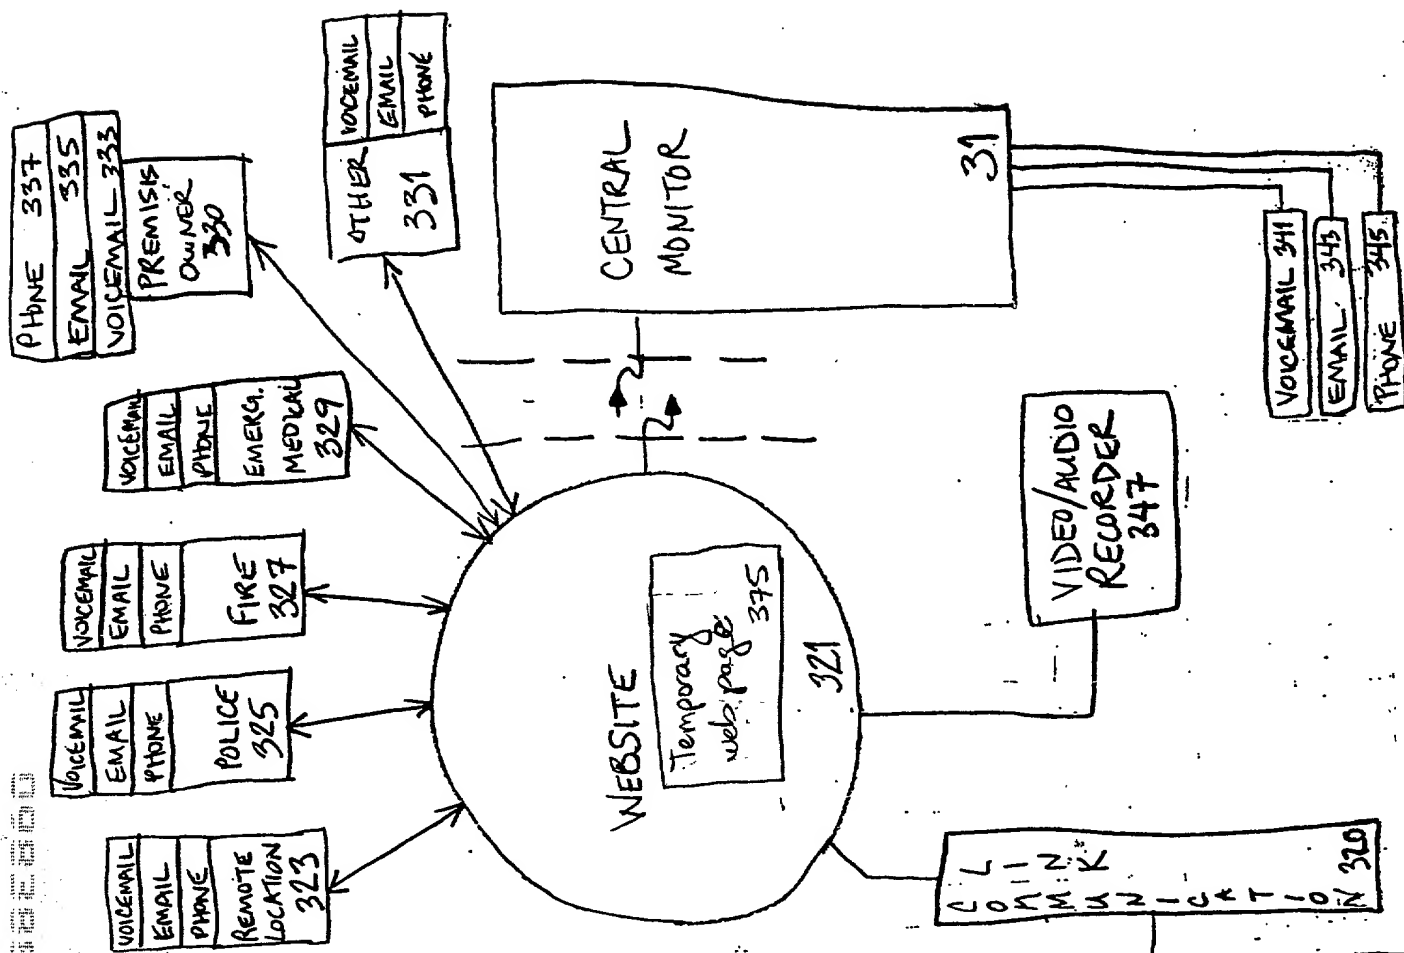 VOICEMAIL
EMAIL
PHONE
REMOTE
LOCATION
323
VOICEMAIL
EMAIL
PHONE
POLICE
325
VOICEMAIL
EMAIL
PHONE
FIRE
327
VOICEMAIL
EMAIL
PHONE
EMERG.
MEDICAL
329
PHONE 337
EMAIL 335
VOICEMAIL 333
PREMISIS
OWNER
330
VOICEMAIL
EMAIL
PHONE
OTHER
331
WEBSITE
Temporary
web page
375
321
CENTRAL
MONITOR
31
VOICEMAIL 341
EMAIL 343
PHONE 345
VIDEO/AUDIO
RECORDER
347
COMMUNICATION
LINK
320